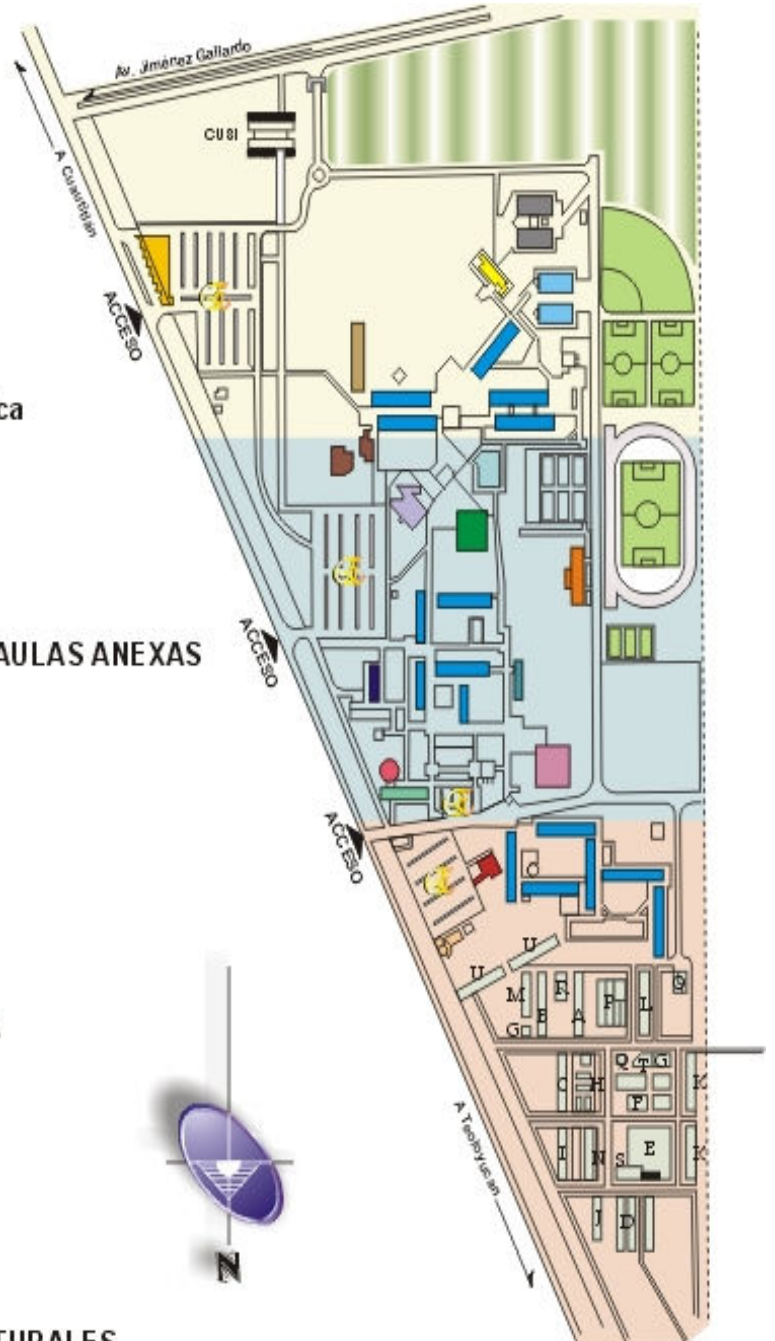 Av. Jiménez Gallardo
CUSI
A Cuautitlán
ACCESO
ca
ACCESO
AULAS ANEXAS
ACCESO
U
U
M
R
P
L
Q
G
B
A
C
H
Q
T
G
K
F
I
N
S
E
K
J
D
A Teoloyucan
N
TURALES